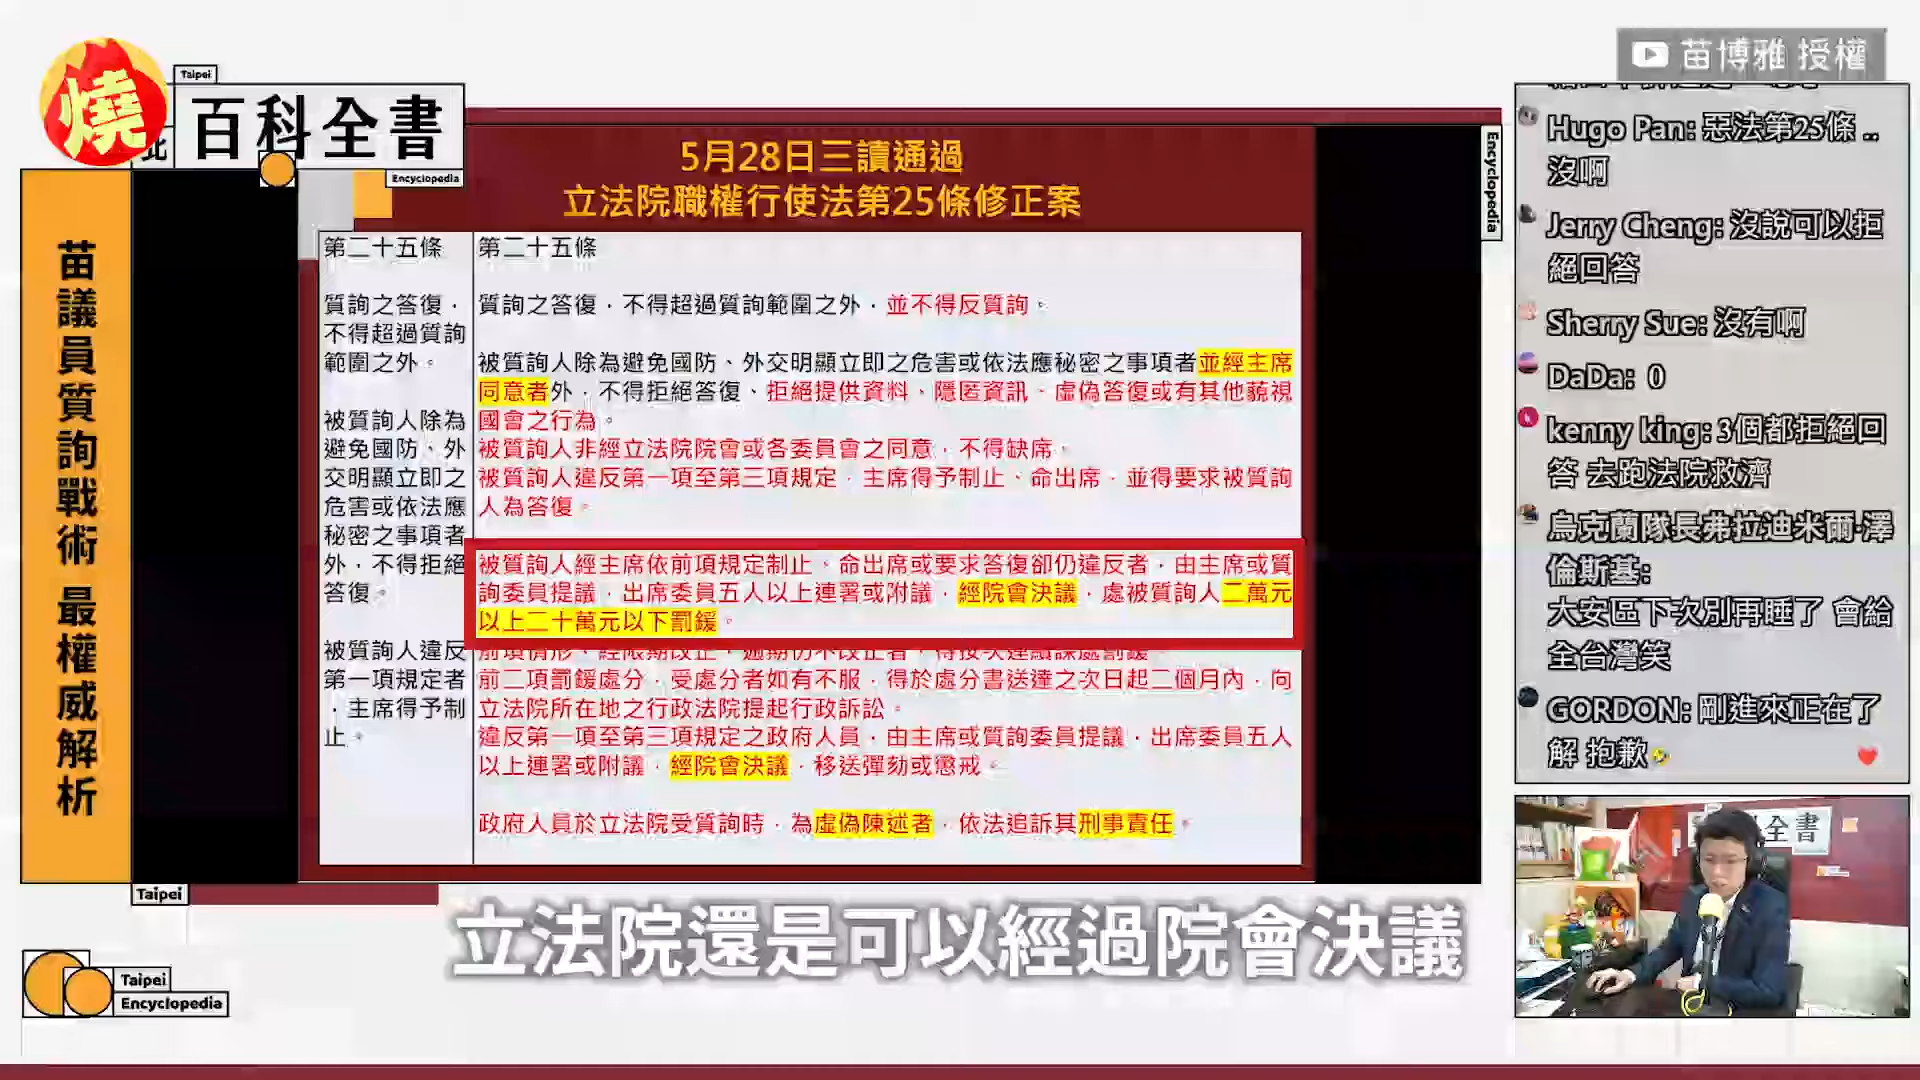 燒
Taipei
北
百科全書
Encyclopedia
苗博雅 授權
苗議員質詢戰術 最權威解析
5月28日三讀通過
立法院職權行使法第25條修正案
Encyclopedia
第二十五條
質詢之答復，
不得超過質詢
範圍之外。
被質詢人除為
避免國防、外
交明顯立即之
危害或依法應
秘密之事項者
外，不得拒絕
答復。
被質詢人違反
第一項規定者
，主席得予制
止。
第二十五條
質詢之答復，不得超過質詢範圍之外，並不得反質詢。
被質詢人除為避免國防、外交明顯立即之危害或依法應秘密之事項者並經主席
同意者外，不得拒絕答復、拒絕提供資料、隱匿資訊、虛偽答復或有其他藐視
國會之行為。
被質詢人非經立法院院會或各委員會之同意，不得缺席。
被質詢人違反第一項至第三項規定，主席得予制止、命出席，並得要求被質詢
人為答復。
被質詢人經主席依前項規定制止、命出席或要求答復卻仍違反者，由主席或質
詢委員提議，出席委員五人以上連署或附議，經院會決議，處被質詢人二萬元
以上二十萬元以下罰鍰。
前項情形，經限期改正，逾期仍不改正者，得按次連續課處罰鍰。
前二項罰鍰處分，受處分者如有不服，得於處分書送達之次日起二個月內，向
立法院所在地之行政法院提起行政訴訟。
違反第一項至第三項規定之政府人員，由主席或質詢委員提議，出席委員五人
以上連署或附議，經院會決議，移送彈劾或懲戒。
政府人員於立法院受質詢時，為虛偽陳述者，依法追訴其刑事責任。
Hugo Pan: 惡法第25條 ..
沒啊
Jerry Cheng: 沒說可以拒
絕回答
Sherry Sue: 沒有啊
DaDa: 0
kenny king: 3個都拒絕回
答 去跑法院救濟
烏克蘭隊長弗拉迪米爾·澤
倫斯基:
大安區下次別再睡了 會給
全台灣笑
GORDON: 剛進來正在了
解 抱歉🤣
全書
Taipei
立法院還是可以經過院會決議
Taipei
Encyclopedia